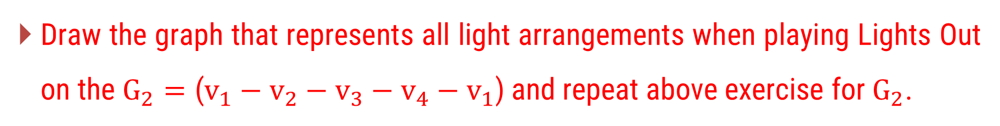 Draw the graph that represents all light arrangements when playing Lights Out
on the G₂ = (v₁ − v₂ − v₃ − v₄ − v₁) and repeat above exercise for G₂.